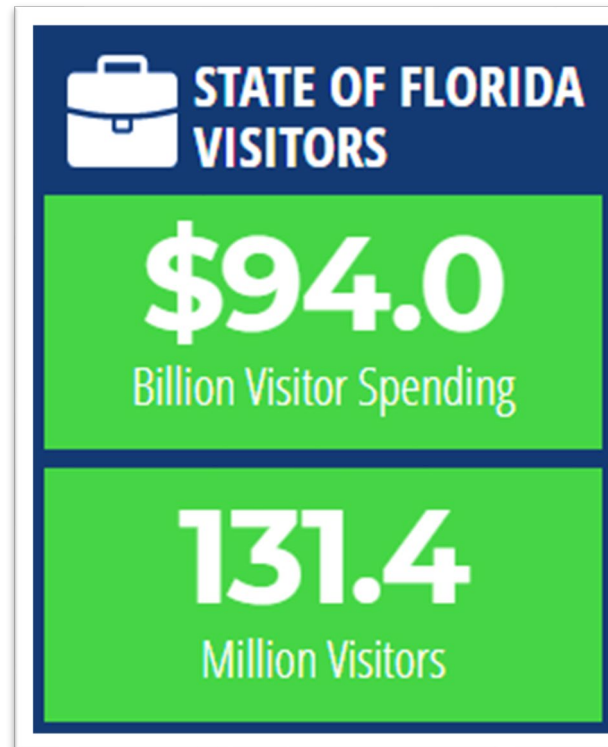 STATE OF FLORIDA
VISITORS
$94.0
Billion Visitor Spending
131.4
Million Visitors